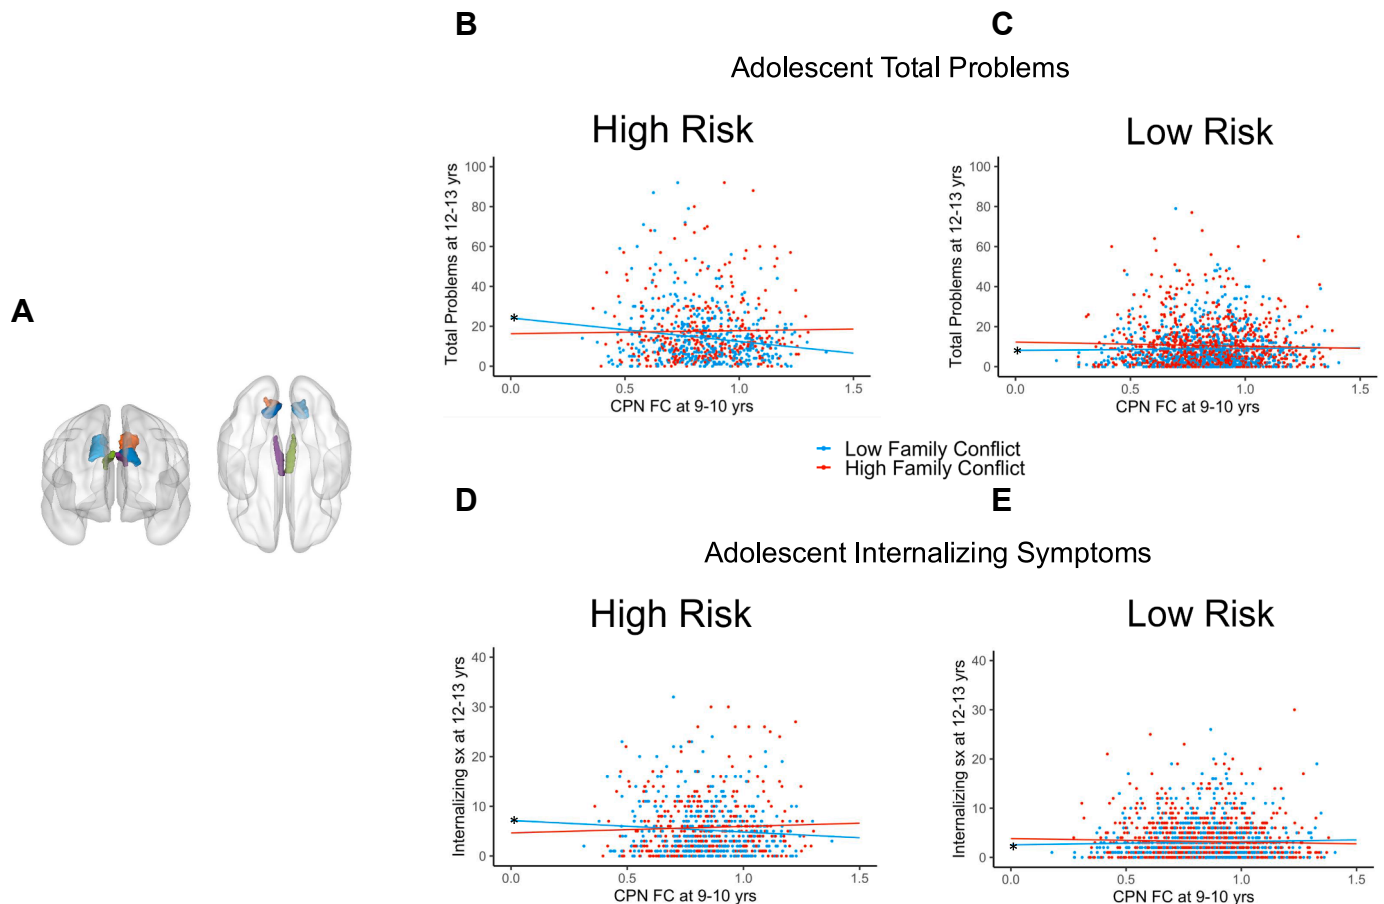 A
B
C
Adolescent Total Problems
High Risk
Low Risk
Total Problems at 12-13 yrs
100
80
60
40
20
0
*
0.0
0.5
1.0
1.5
CPN FC at 9-10 yrs
Total Problems at 12-13 yrs
100
80
60
40
20
0
*
0.0
0.5
1.0
1.5
CPN FC at 9-10 yrs
Low Family Conflict
High Family Conflict
D
E
Adolescent Internalizing Symptoms
High Risk
Low Risk
Internalizing sx at 12-13 yrs
40
30
20
10
0
*
0.0
0.5
1.0
1.5
CPN FC at 9-10 yrs
Internalizing sx at 12-13 yrs
40
30
20
10
0
*
0.0
0.5
1.0
1.5
CPN FC at 9-10 yrs